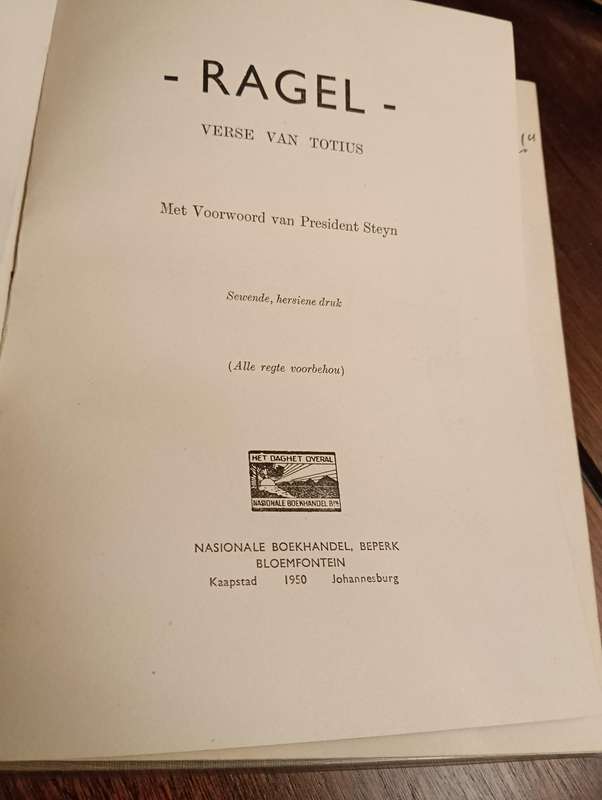 - RAGEL -
VERSE VAN TOTIUS
Met Voorwoord van President Steyn
Sewende, hersiene druk
(Alle regte voorbehou)
HET DAGHET OVERAL
NASIONALE BOEKHANDEL BPK
NASIONALE BOEKHANDEL, BEPERK
BLOEMFONTEIN
Kaapstad 1950 Johannesburg